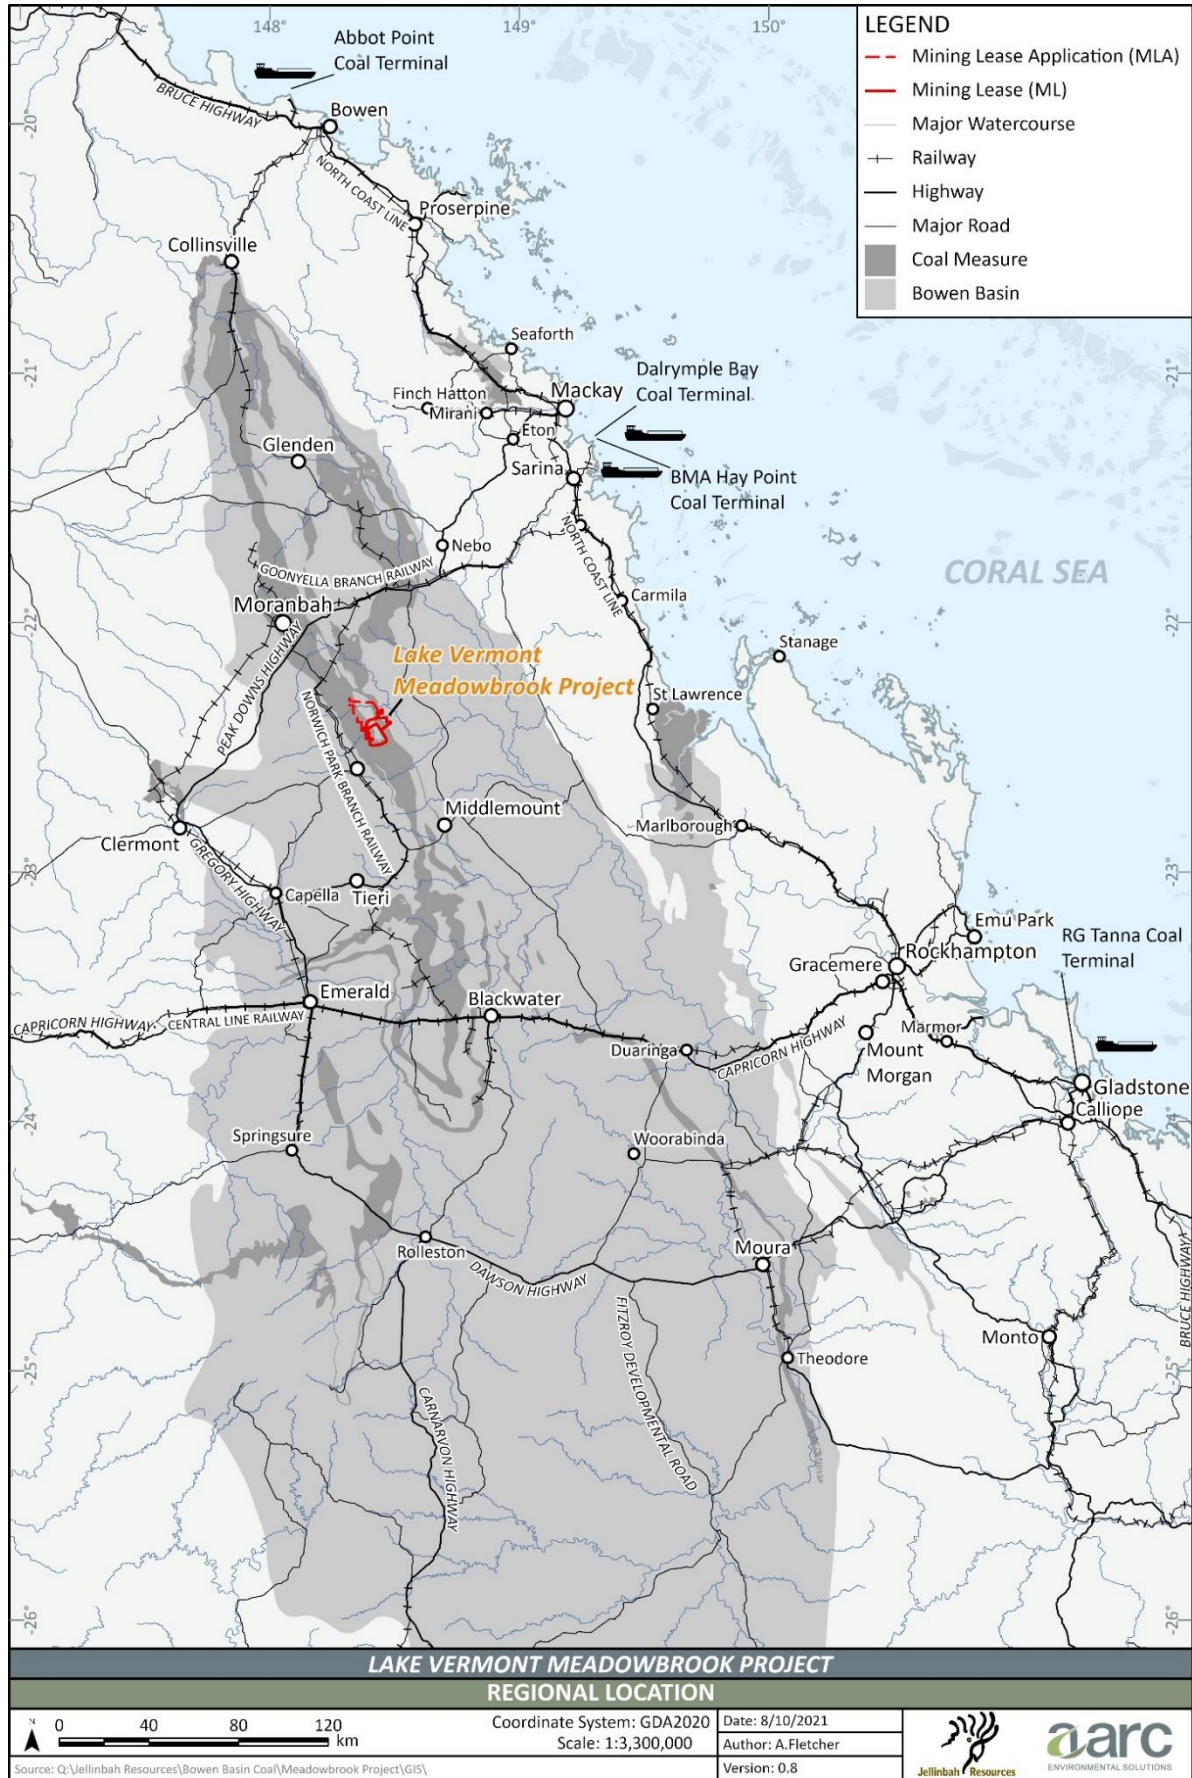 148°
149°
150°
LEGEND
Mining Lease Application (MLA)
Mining Lease (ML)
Major Watercourse
Railway
Highway
Major Road
Coal Measure
Bowen Basin
Abbot Point
Coal Terminal
BRUCE HIGHWAY
Bowen
-20°
-20°
NORTH COAST LINE
Proserpine
Collinsville
Seaforth
-21°
-21°
Dalrymple Bay
Coal Terminal
Finch Hatton
Mirani
Mackay
Eton
Glenden
Sarina
BMA Hay Point
Coal Terminal
NORTH COAST LINE
Nebo
GOONYELLA BRANCH RAILWAY
CORAL SEA
Moranbah
Carmila
-22°
-22°
Stanage
Lake Vermont
Meadowbrook Project
PEAK DOWNS HIGHWAY
St Lawrence
NORWICH PARK BRANCH RAILWAY
Middlemount
Marlborough
Clermont
GREGORY HIGHWAY
-23°
-23°
Capella
Tieri
Emu Park
RG Tanna Coal
Terminal
Rockhampton
Gracemere
Emerald
Blackwater
CAPRICORN HIGHWAY
CENTRAL LINE RAILWAY
Duaringa
CAPRICORN HIGHWAY
Marmor
Mount
Morgan
Gladstone
Calliope
-24°
-24°
Springsure
Woorabinda
Rolleston
DAWSON HIGHWAY
Moura
FITZROY DEVELOPMENTAL ROAD
BRUCE HIGHWAY
Monto
Theodore
-25°
-25°
CARNARVON HIGHWAY
-26°
-26°
LAKE VERMONT MEADOWBROOK PROJECT
REGIONAL LOCATION
N
0 40 80 120
km
Coordinate System: GDA2020
Scale: 1:3,300,000
Source: Q:\Jellinbah Resources\Bowen Basin Coal\Meadowbrook Project\GIS\
Date: 8/10/2021
Author: A.Fletcher
Version: 0.8
Jellinbah Resources
aarc
ENVIRONMENTAL SOLUTIONS